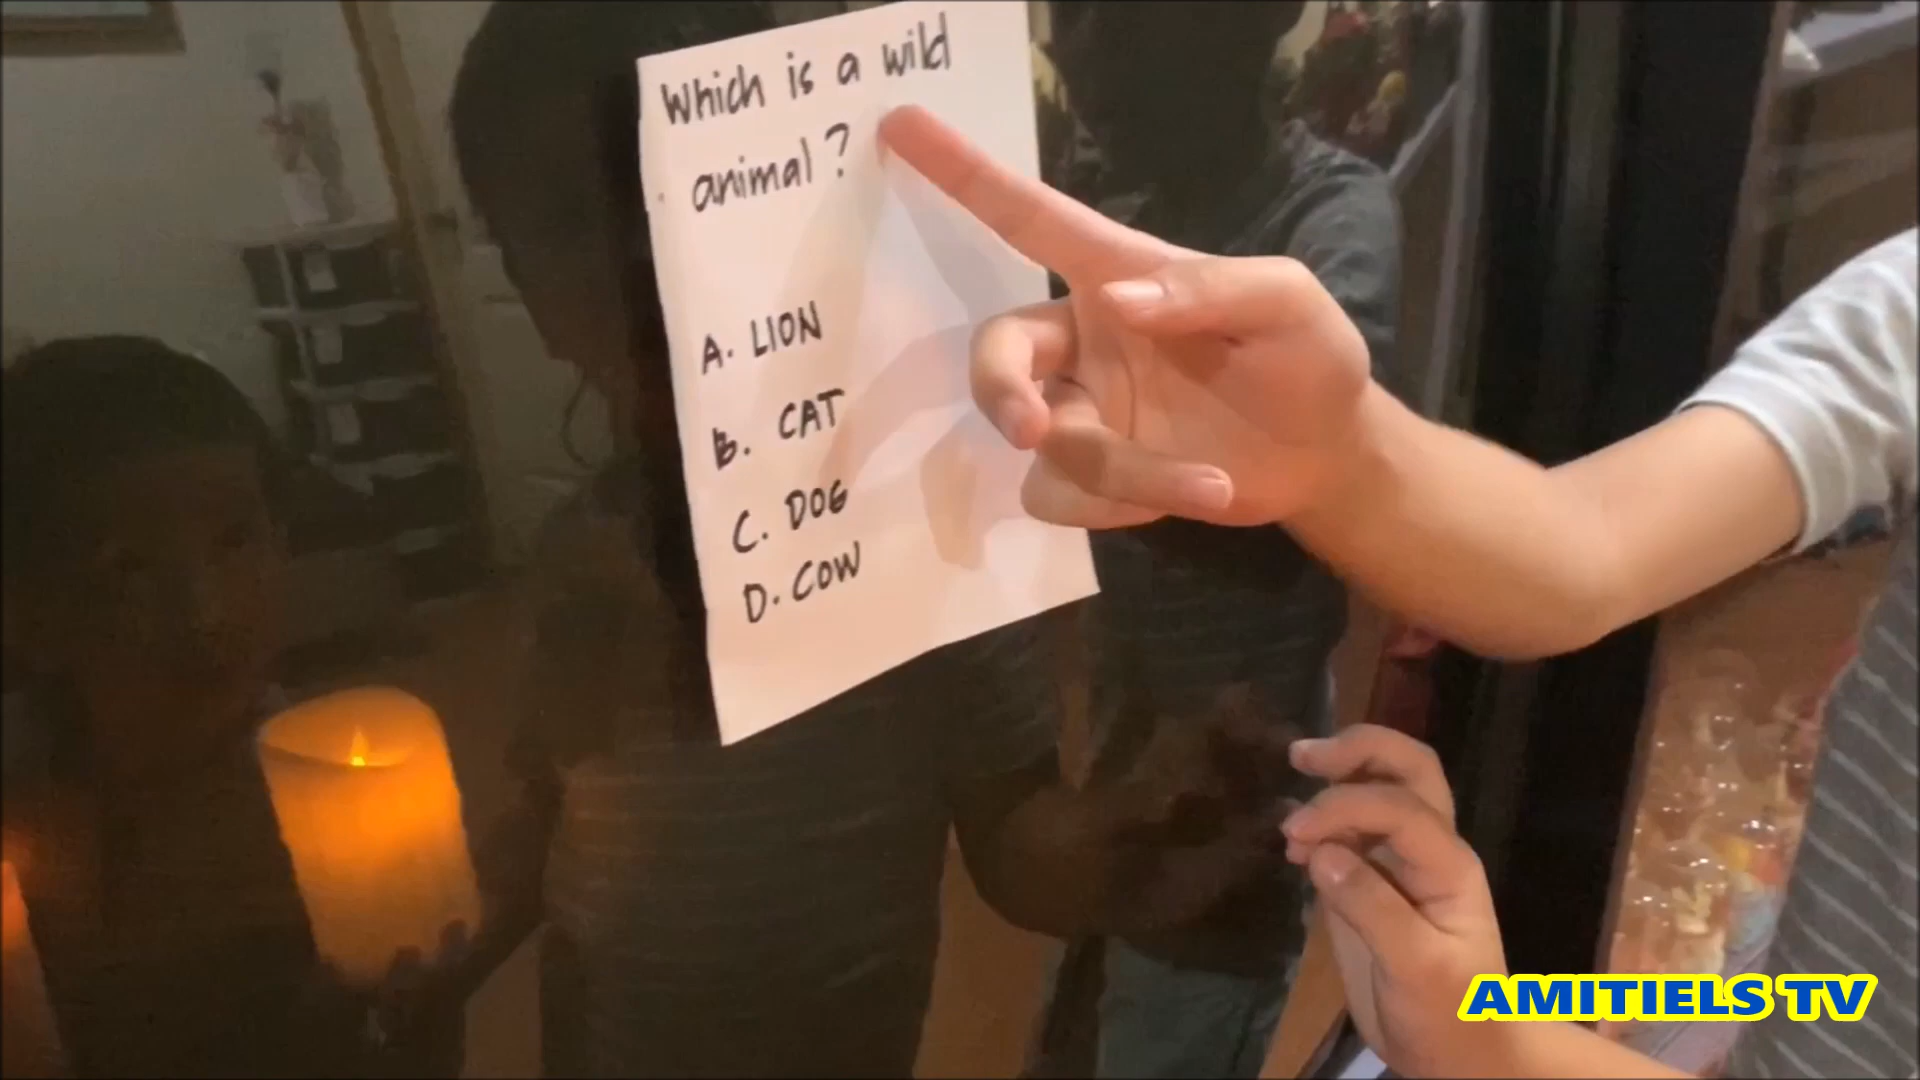 Which is a wild
animal?
A. LION
B. CAT
C. DOG
D. COW
AMITIELS TV